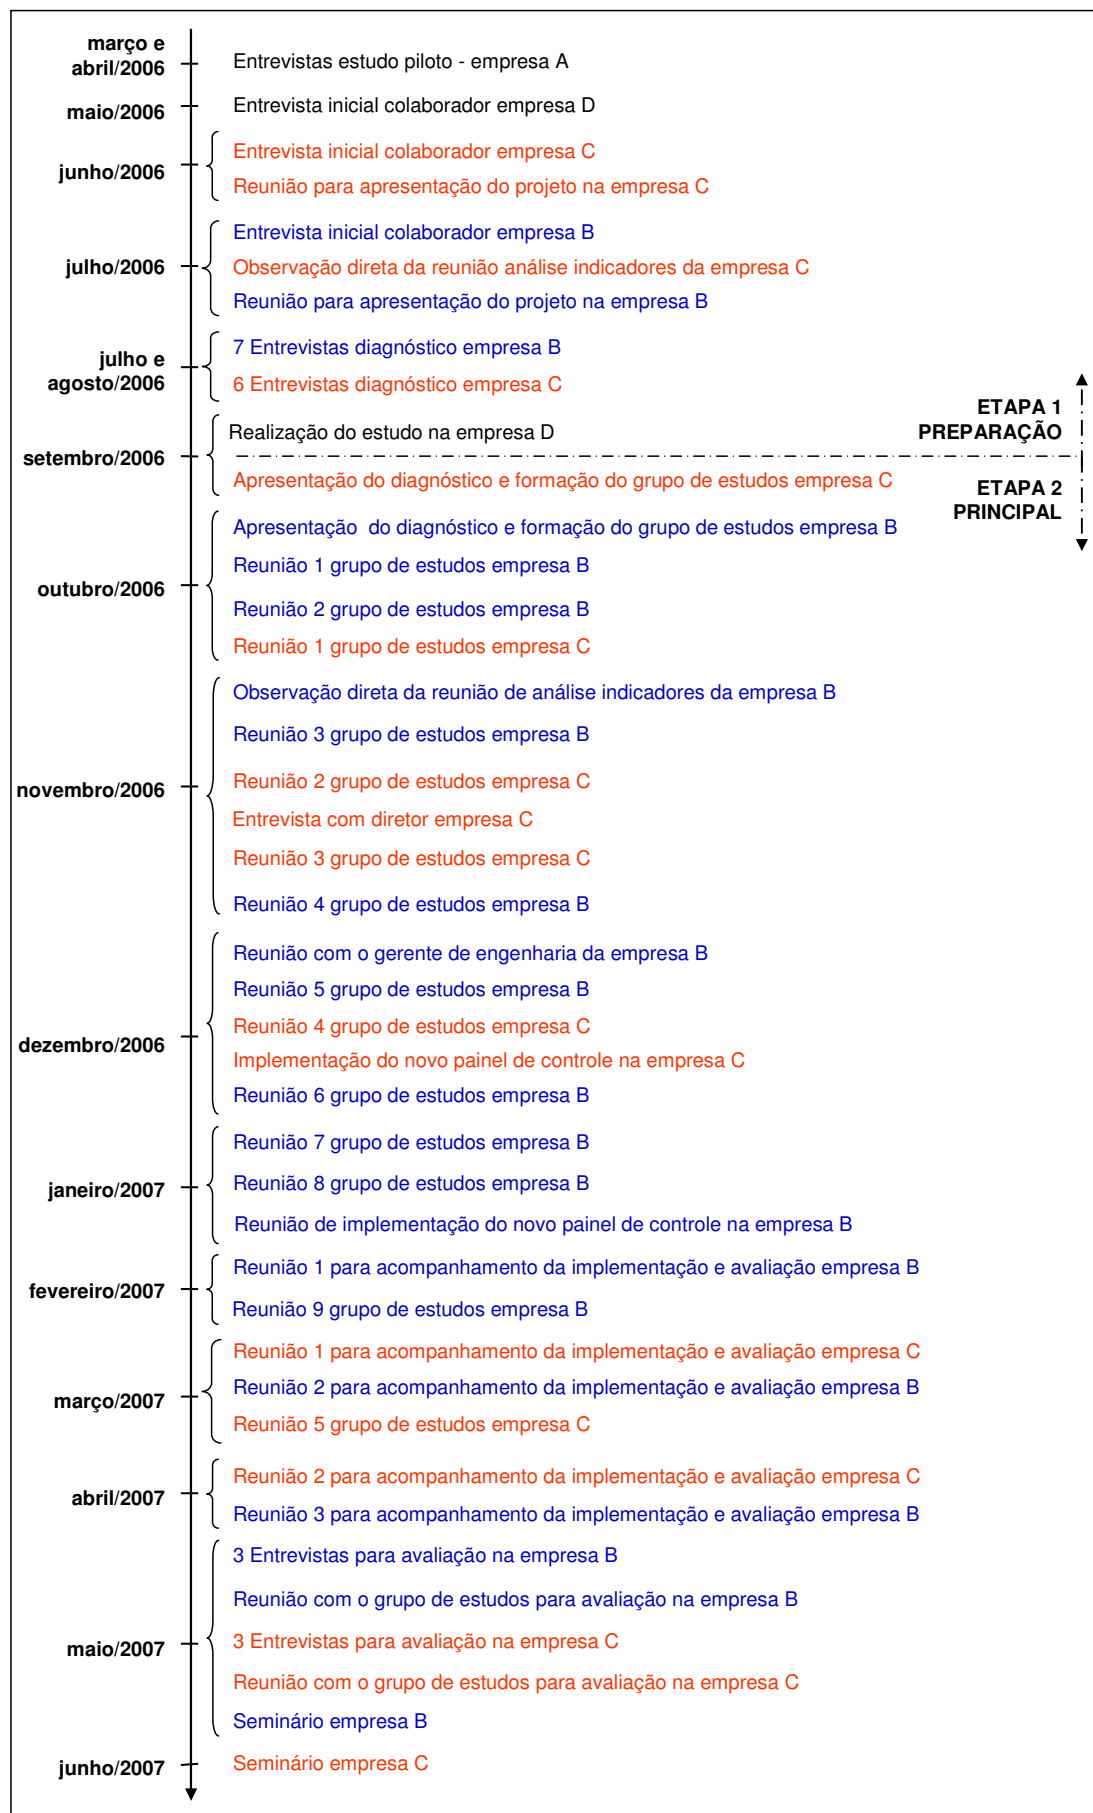 março e
abril/2006
Entrevistas estudo piloto - empresa A
maio/2006
Entrevista inicial colaborador empresa D
junho/2006
Entrevista inicial colaborador empresa C
Reunião para apresentação do projeto na empresa C
julho/2006
Entrevista inicial colaborador empresa B
Observação direta da reunião análise indicadores da empresa C
Reunião para apresentação do projeto na empresa B
julho e
agosto/2006
7 Entrevistas diagnóstico empresa B
6 Entrevistas diagnóstico empresa C
ETAPA 1
PREPARAÇÃO
setembro/2006
Realização do estudo na empresa D
Apresentação do diagnóstico e formação do grupo de estudos empresa C
ETAPA 2
PRINCIPAL
outubro/2006
Apresentação  do diagnóstico e formação do grupo de estudos empresa B
Reunião 1 grupo de estudos empresa B
Reunião 2 grupo de estudos empresa B
Reunião 1 grupo de estudos empresa C
novembro/2006
Observação direta da reunião de análise indicadores da empresa B
Reunião 3 grupo de estudos empresa B
Reunião 2 grupo de estudos empresa C
Entrevista com diretor empresa C
Reunião 3 grupo de estudos empresa C
Reunião 4 grupo de estudos empresa B
dezembro/2006
Reunião com o gerente de engenharia da empresa B
Reunião 5 grupo de estudos empresa B
Reunião 4 grupo de estudos empresa C
Implementação do novo painel de controle na empresa C
Reunião 6 grupo de estudos empresa B
janeiro/2007
Reunião 7 grupo de estudos empresa B
Reunião 8 grupo de estudos empresa B
Reunião de implementação do novo painel de controle na empresa B
fevereiro/2007
Reunião 1 para acompanhamento da implementação e avaliação empresa B
Reunião 9 grupo de estudos empresa B
março/2007
Reunião 1 para acompanhamento da implementação e avaliação empresa C
Reunião 2 para acompanhamento da implementação e avaliação empresa B
Reunião 5 grupo de estudos empresa C
abril/2007
Reunião 2 para acompanhamento da implementação e avaliação empresa C
Reunião 3 para acompanhamento da implementação e avaliação empresa B
maio/2007
3 Entrevistas para avaliação na empresa B
Reunião com o grupo de estudos para avaliação na empresa B
3 Entrevistas para avaliação na empresa C
Reunião com o grupo de estudos para avaliação na empresa C
Seminário empresa B
junho/2007
Seminário empresa C